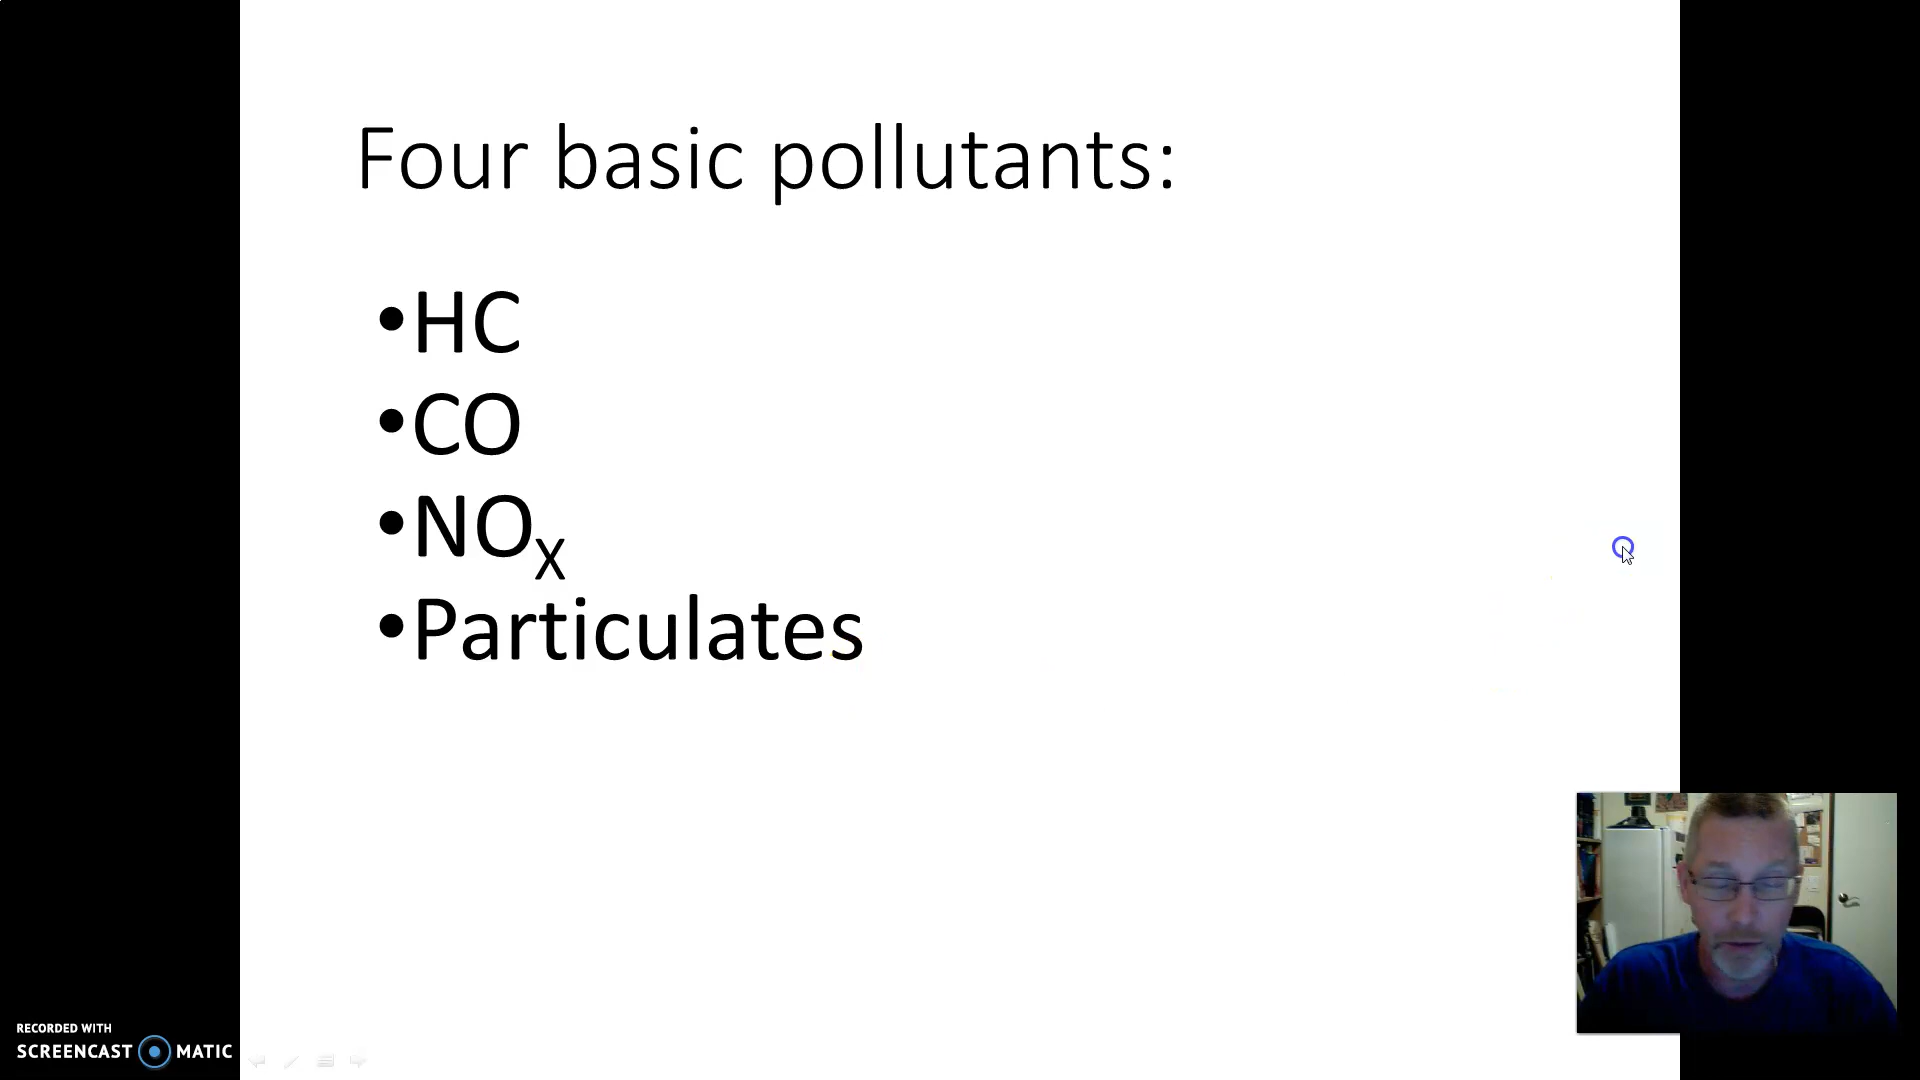 Four basic pollutants:
•HC
•CO
•NOₓ
•Particulates
RECORDED WITH
SCREENCAST MATIC